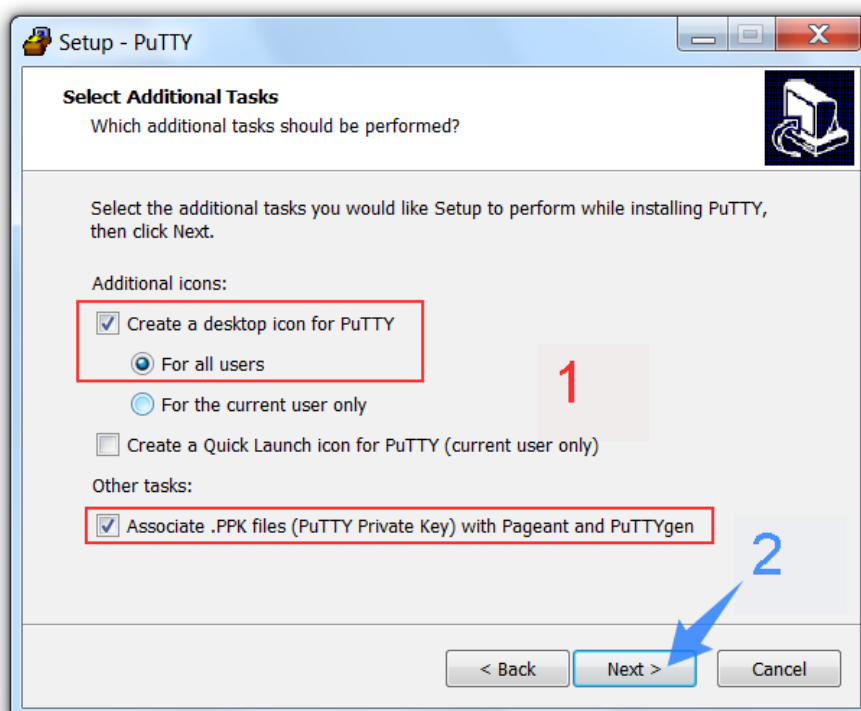 Setup - PuTTY
Select Additional Tasks
Which additional tasks should be performed?
Select the additional tasks you would like Setup to perform while installing PuTTY,
then click Next.
Additional icons:
Create a desktop icon for PuTTY
For all users
1
For the current user only
Create a Quick Launch icon for PuTTY (current user only)
Other tasks:
Associate .PPK files (PuTTY Private Key) with Pageant and PuTTYgen
2
< Back
Next >
Cancel